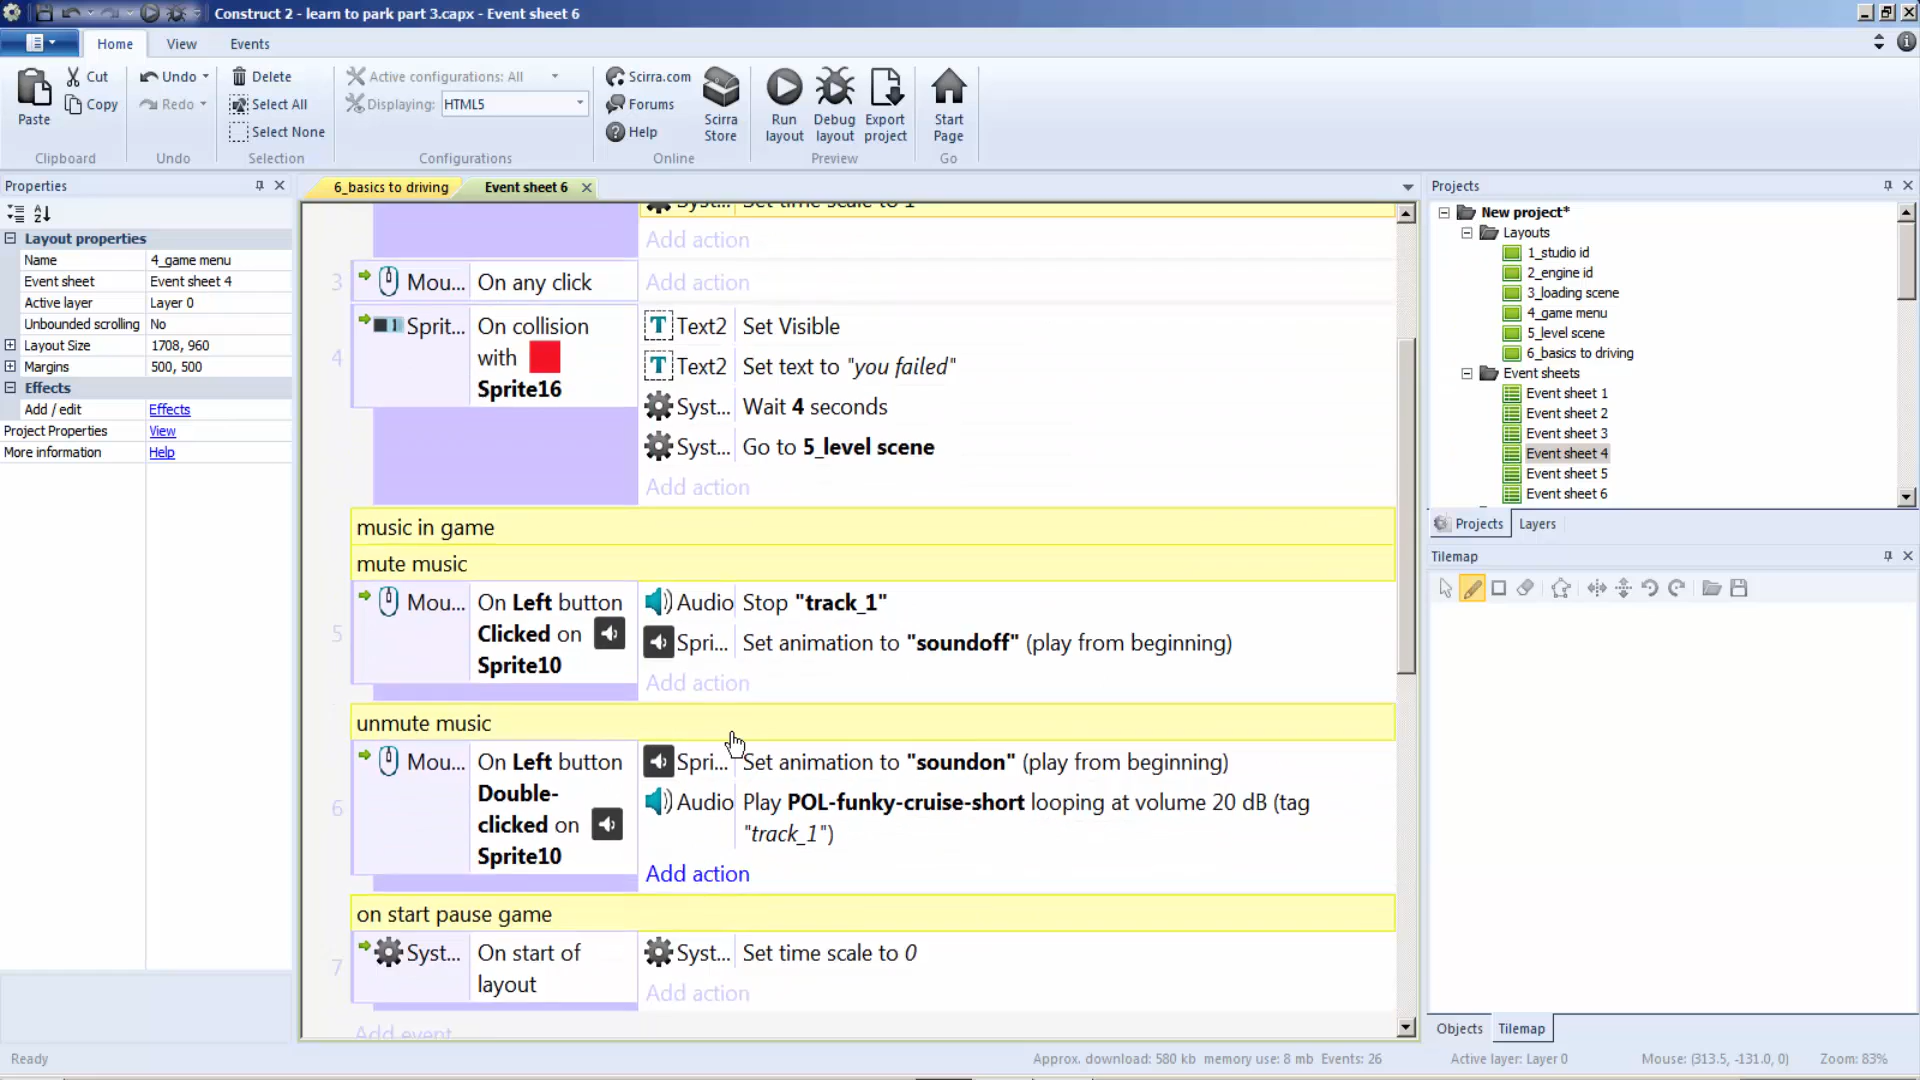 Construct 2 - learn to park part 3.capx - Event sheet 6
Home View Events
Paste
Cut
Copy
Clipboard
Undo
Redo
Undo
Delete
Select All
Select None
Selection
Active configurations: All
Displaying: HTML5
Configurations
Scirra.com
Forums
Help
Scirra Store
Online
Run layout
Debug layout
Export project
Preview
Start Page
Go
Properties
Layout properties
Name 4_game menu
Event sheet Event sheet 4
Active layer Layer 0
Unbounded scrolling No
Layout Size 1708, 960
Margins 500, 500
Effects
Add / edit Effects
Project Properties View
More information Help
6_basics to driving
Event sheet 6
Syst... Set time scale to 1
Add action
3 Mou... On any click Add action
4 Sprit... On collision with Sprite16
Text2 Set Visible
Text2 Set text to "you failed"
Syst... Wait 4 seconds
Syst... Go to 5_level scene
Add action
music in game
mute music
5 Mou... On Left button Clicked on Sprite10
Audio Stop "track_1"
Spri... Set animation to "soundoff" (play from beginning)
Add action
unmute music
6 Mou... On Left button Double-clicked on Sprite10
Spri... Set animation to "soundon" (play from beginning)
Audio Play POL-funky-cruise-short looping at volume 20 dB (tag "track_1")
Add action
on start pause game
7 Syst... On start of layout
Syst... Set time scale to 0
Add action
Add event
Projects
New project*
Layouts
1_studio id
2_engine id
3_loading scene
4_game menu
5_level scene
6_basics to driving
Event sheets
Event sheet 1
Event sheet 2
Event sheet 3
Event sheet 4
Event sheet 5
Event sheet 6
Projects Layers
Tilemap
Objects Tilemap
Ready
Approx. download: 580 kb memory use: 8 mb Events: 26
Active layer: Layer 0
Mouse: (313.5, -131.0, 0)
Zoom: 83%